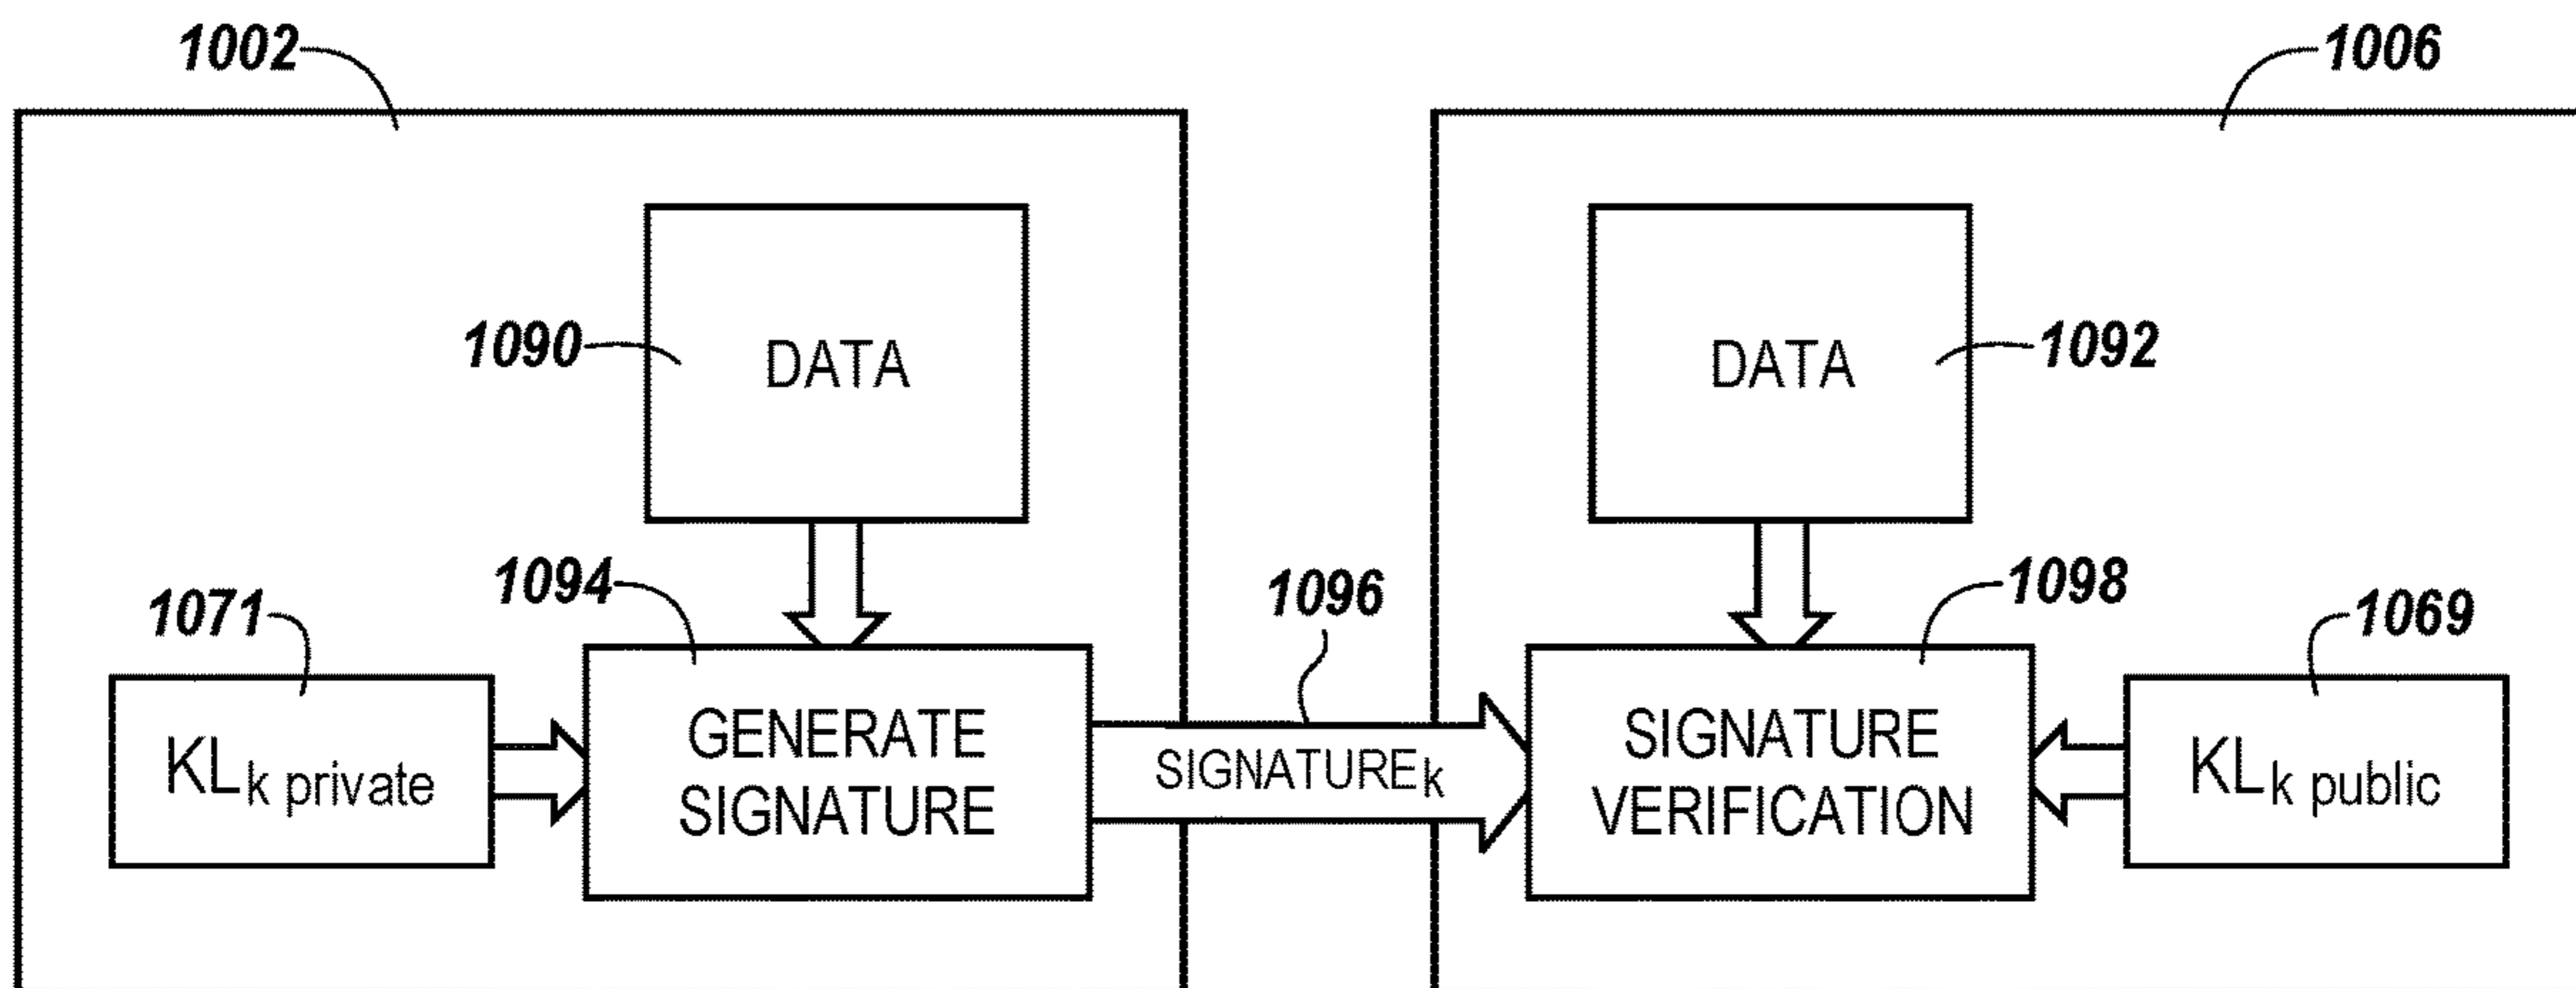 1002
1006
1090
DATA
DATA
1092
1094
1096
1098
1071
1069
KLk private
GENERATE
SIGNATURE
SIGNATUREk
SIGNATURE
VERIFICATION
KLk public